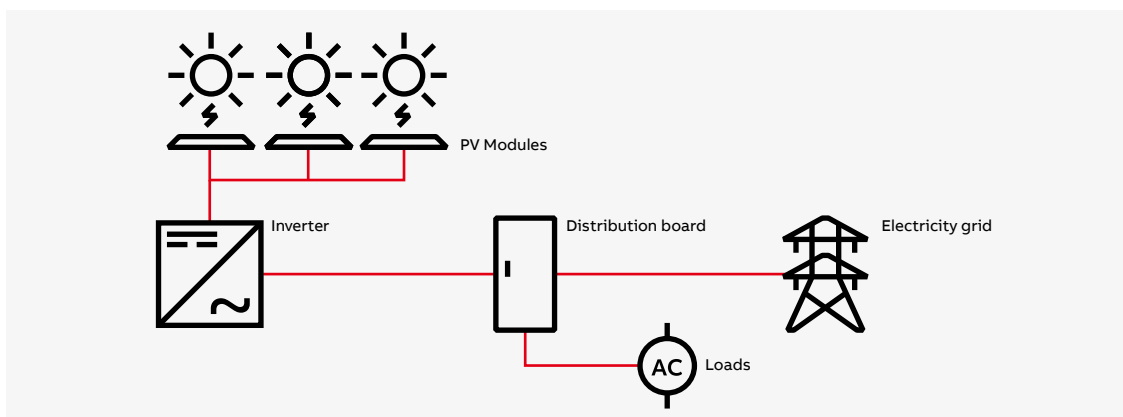 PV Modules
Inverter
Distribution board
Electricity grid
AC
Loads